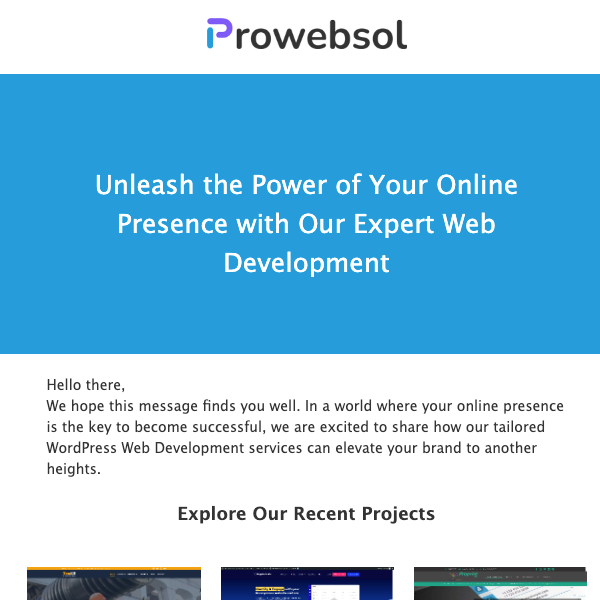 Prowebsol
Unleash the Power of Your Online
Presence with Our Expert Web
Development
Hello there,
We hope this message finds you well. In a world where your online presence
is the key to become successful, we are excited to share how our tailored
WordPress Web Development services can elevate your brand to another
heights.
Explore Our Recent Projects